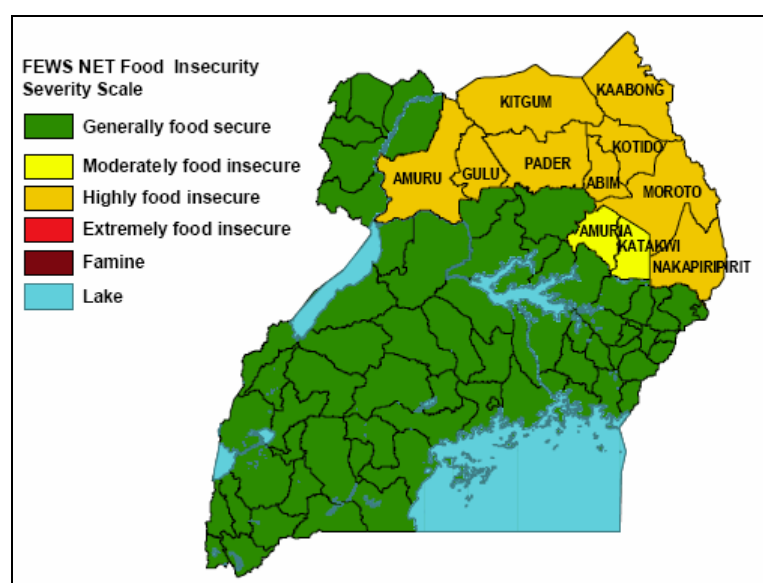 FEWS NET Food Insecurity
Severity Scale
Generally food secure
Moderately food insecure
Highly food insecure
Extremely food insecure
Famine
Lake
KAABONG
KITGUM
KOTIDO
PADER
GULU
AMURU
ABIM
MOROTO
AMURIA
KATAKWI
NAKAPIRIPIRIT